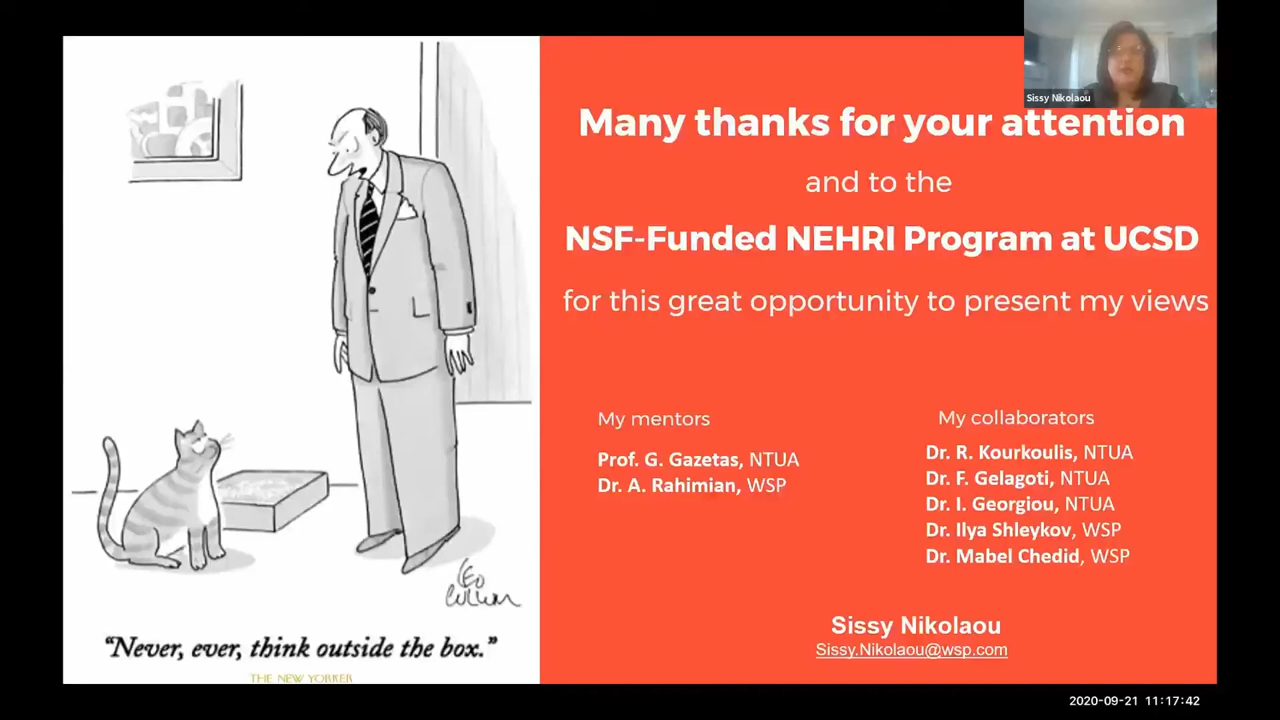 Sissy Nikolaou
Many thanks for your attention
and to the
NSF-Funded NEHRI Program at UCSD
for this great opportunity to present my views
My mentors
Prof. G. Gazetas, NTUA
Dr. A. Rahimian, WSP
My collaborators
Dr. R. Kourkoulis, NTUA
Dr. F. Gelagoti, NTUA
Dr. I. Georgiou, NTUA
Dr. Ilya Shleykov, WSP
Dr. Mabel Chedid, WSP
Sissy Nikolaou
Sissy.Nikolaou@wsp.com
LEO
CULLUM
“Never, ever, think outside the box.”
THE NEW YORKER
2020-09-21 11:17:42